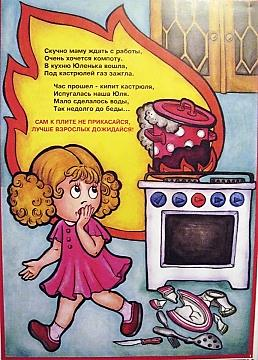 Скучно маму ждать с работы,
Очень хочется компоту.
В кухню Юленька вошла,
Под кастрюлей газ зажгла.
Час прошел - кипит кастрюля,
Испугалась наша Юля.
Мало сделалось воды,
Так недолго до беды...
САМ К ПЛИТЕ НЕ ПРИКАСАЙСЯ,
ЛУЧШЕ ВЗРОСЛЫХ ДОЖИДАЙСЯ!